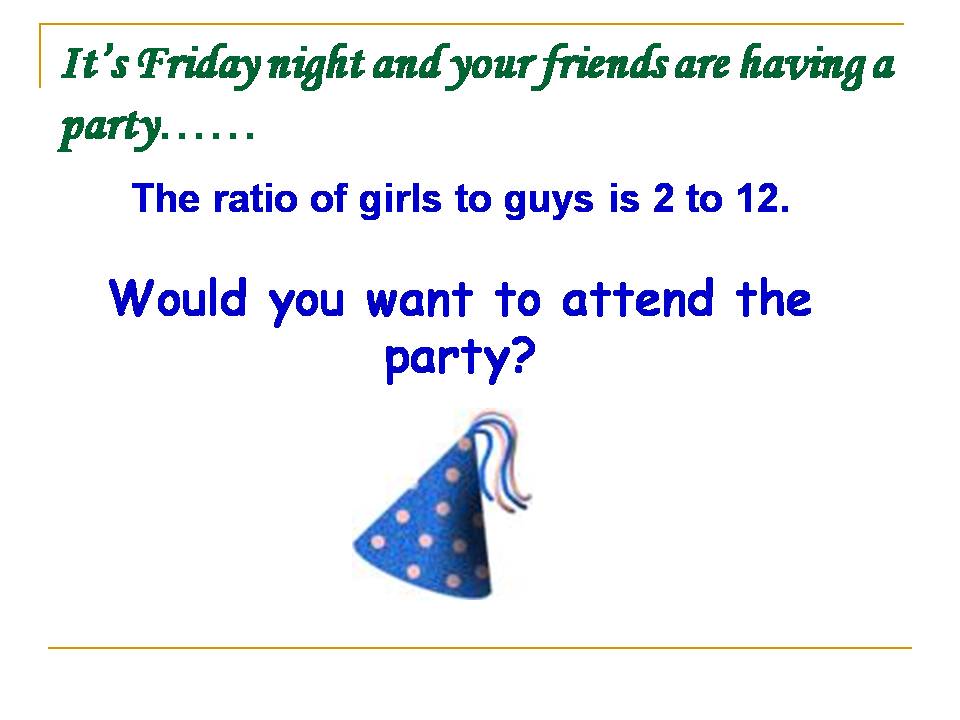 It’s Friday night and your friends are having a
party……
The ratio of girls to guys is 2 to 12.
Would you want to attend the
party?